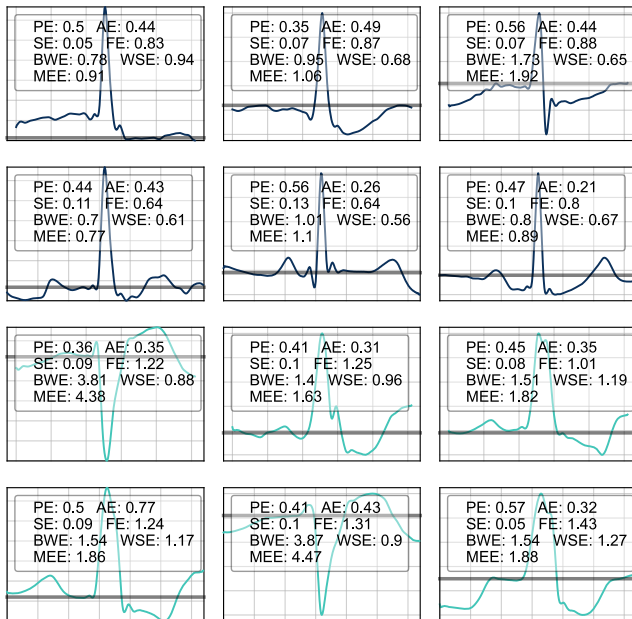 PE: 0.5 AE: 0.44
SE: 0.05 FE: 0.83
BWE: 0.78 WSE: 0.94
MEE: 0.91
PE: 0.35 AE: 0.49
SE: 0.07 FE: 0.87
BWE: 0.95 WSE: 0.68
MEE: 1.06
PE: 0.56 AE: 0.44
SE: 0.07 FE: 0.88
BWE: 1.73 WSE: 0.65
MEE: 1.92
PE: 0.44 AE: 0.43
SE: 0.11 FE: 0.64
BWE: 0.7 WSE: 0.61
MEE: 0.77
PE: 0.56 AE: 0.26
SE: 0.13 FE: 0.64
BWE: 1.01 WSE: 0.56
MEE: 1.1
PE: 0.47 AE: 0.21
SE: 0.1 FE: 0.8
BWE: 0.8 WSE: 0.67
MEE: 0.89
PE: 0.36 AE: 0.35
SE: 0.09 FE: 1.22
BWE: 3.81 WSE: 0.88
MEE: 4.38
PE: 0.41 AE: 0.31
SE: 0.1 FE: 1.25
BWE: 1.4 WSE: 0.96
MEE: 1.63
PE: 0.45 AE: 0.35
SE: 0.08 FE: 1.01
BWE: 1.51 WSE: 1.19
MEE: 1.82
PE: 0.5 AE: 0.77
SE: 0.09 FE: 1.24
BWE: 1.54 WSE: 1.17
MEE: 1.86
PE: 0.41 AE: 0.43
SE: 0.1 FE: 1.31
BWE: 3.87 WSE: 0.9
MEE: 4.47
PE: 0.57 AE: 0.32
SE: 0.05 FE: 1.43
BWE: 1.54 WSE: 1.27
MEE: 1.88